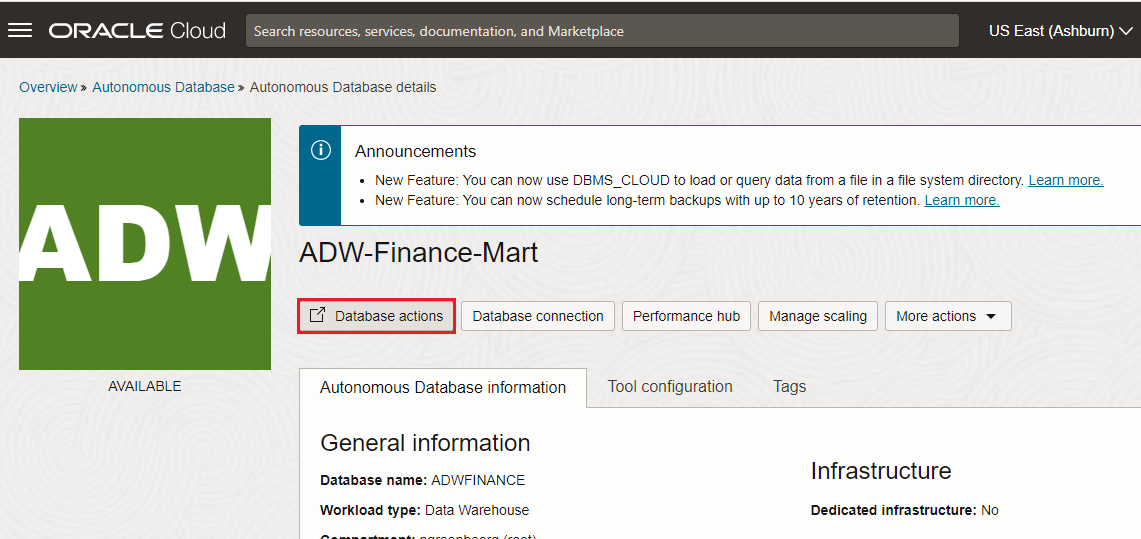 ORACLE Cloud
Search resources, services, documentation, and Marketplace
US East (Ashburn)
Overview » Autonomous Database » Autonomous Database details
ADW
AVAILABLE
Announcements
• New Feature: You can now use DBMS_CLOUD to load or query data from a file in a file system directory. Learn more.
• New Feature: You can now schedule long-term backups with up to 10 years of retention. Learn more.
ADW-Finance-Mart
Database actions
Database connection
Performance hub
Manage scaling
More actions
Autonomous Database information
Tool configuration
Tags
General information
Database name: ADWFINANCE
Workload type: Data Warehouse
Infrastructure
Dedicated infrastructure: No